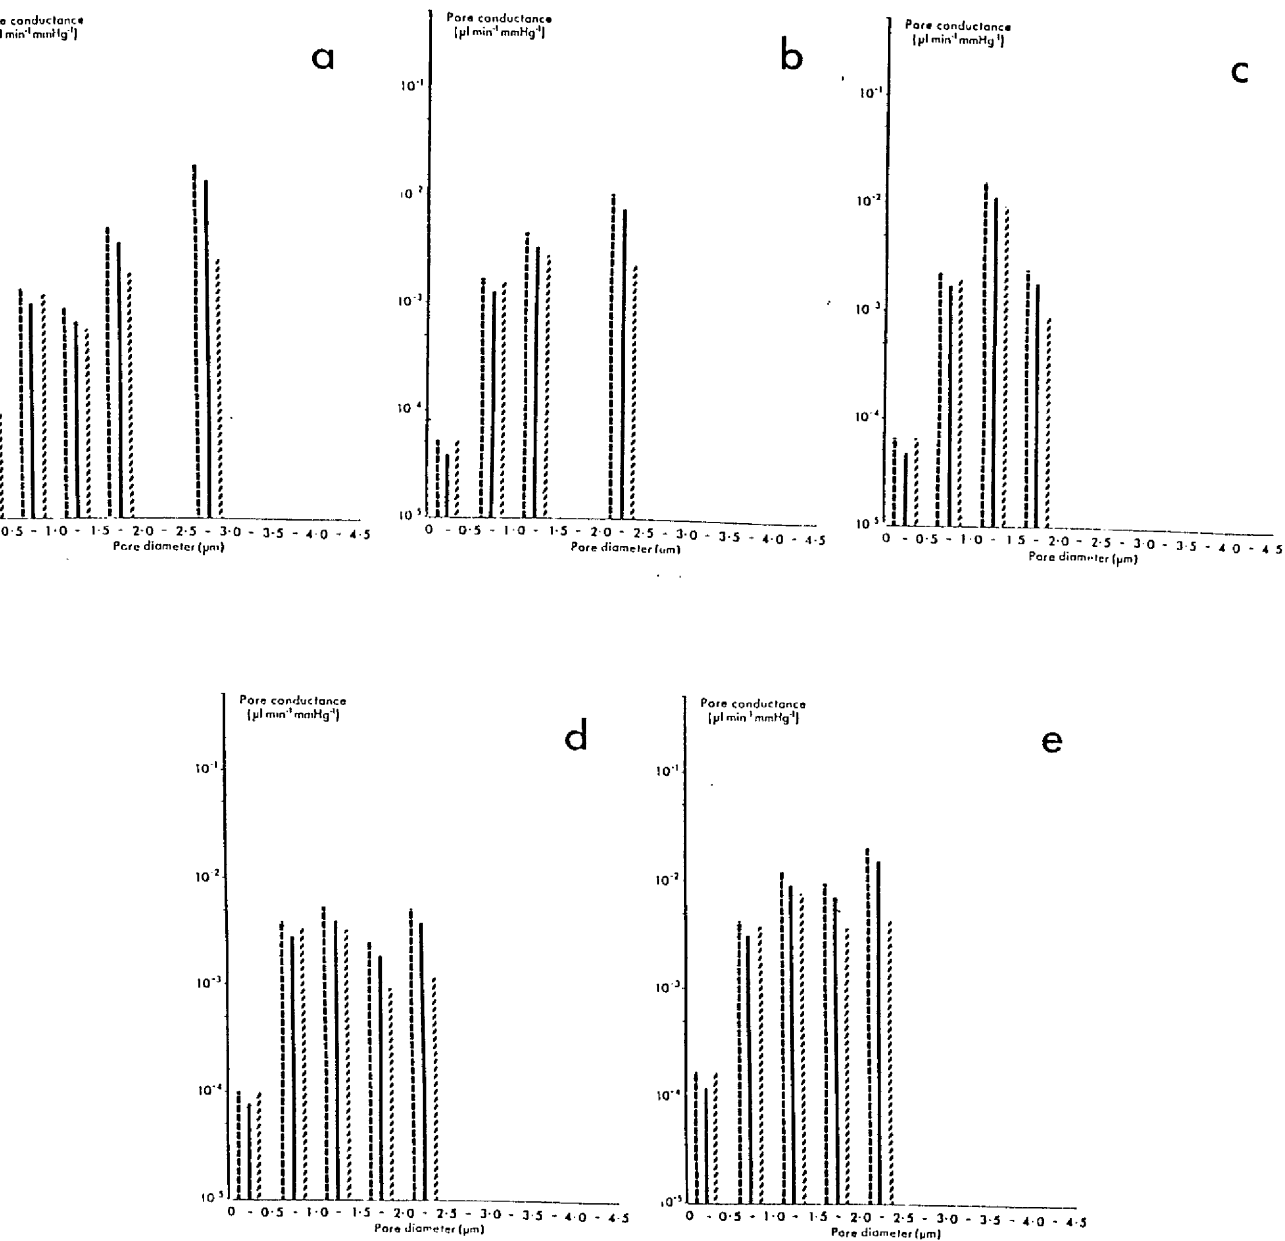 e conductance
l min⁻¹ mmHg⁻¹)
a
0·5 - 1·0 - 1·5 - 2·0 - 2·5 - 3·0 - 3·5 - 4·0 - 4·5
Pore diameter (µm)
Pore conductance
(µl min⁻¹ mmHg⁻¹)
b
10⁻¹
10⁻²
10⁻³
10⁻⁴
10⁻⁵
0 - 0·5 - 1·0 - 1·5 - 2·0 - 2·5 - 3·0 - 3·5 - 4·0 - 4·5
Pore diameter (µm)
Pore conductance
(µl min⁻¹ mmHg⁻¹)
c
10⁻¹
10⁻²
10⁻³
10⁻⁴
10⁻⁵
0 - 0·5 - 1·0 - 1·5 - 2·0 - 2·5 - 3·0 - 3·5 - 4·0 - 4·5
Pore diameter (µm)
Pore conductance
(µl min⁻¹ mmHg⁻¹)
d
10⁻¹
10⁻²
10⁻³
10⁻⁴
10⁻⁵
0 - 0·5 - 1·0 - 1·5 - 2·0 - 2·5 - 3·0 - 3·5 - 4·0 - 4·5
Pore diameter (µm)
Pore conductance
(µl min⁻¹ mmHg⁻¹)
e
10⁻¹
10⁻²
10⁻³
10⁻⁴
10⁻⁵
0 - 0·5 - 1·0 - 1·5 - 2·0 - 2·5 - 3·0 - 3·5 - 4·0 - 4·5
Pore diameter (µm)